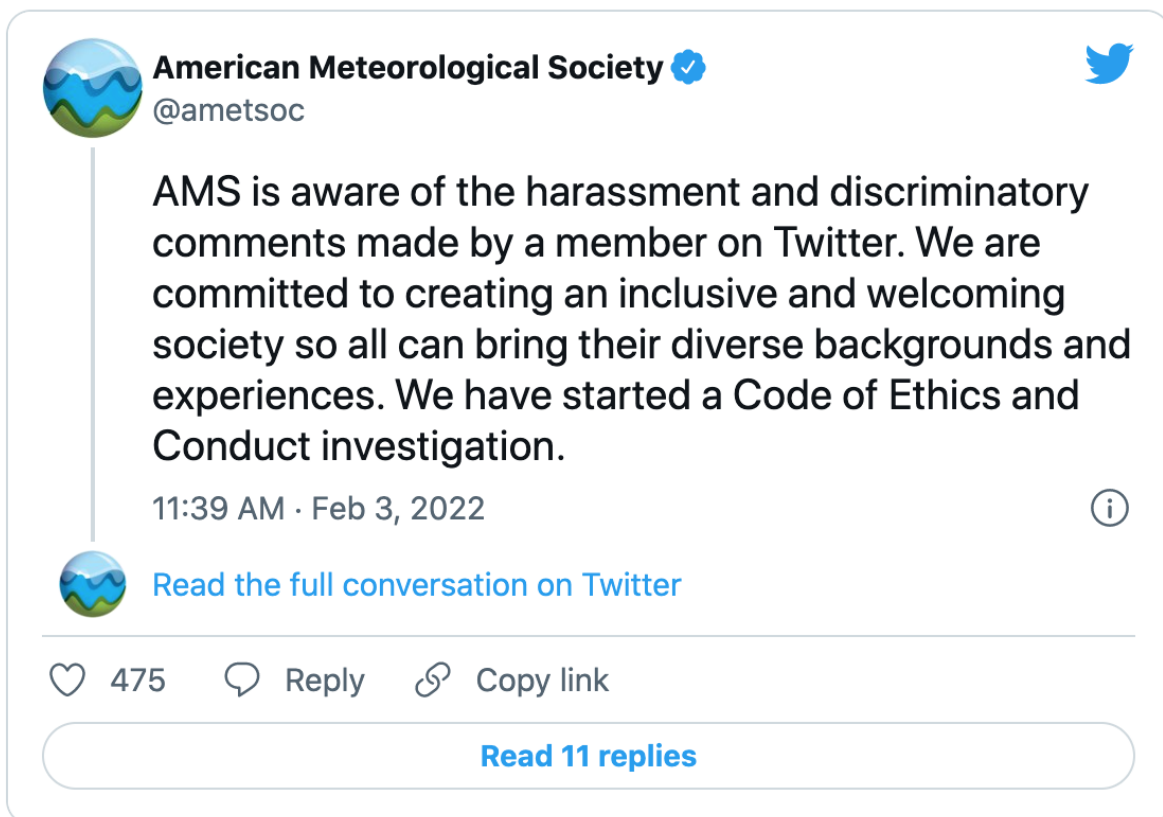 American Meteorological Society
@ametsoc
AMS is aware of the harassment and discriminatory
comments made by a member on Twitter. We are
committed to creating an inclusive and welcoming
society so all can bring their diverse backgrounds and
experiences. We have started a Code of Ethics and
Conduct investigation.
11:39 AM · Feb 3, 2022
Read the full conversation on Twitter
475 Reply Copy link
Read 11 replies